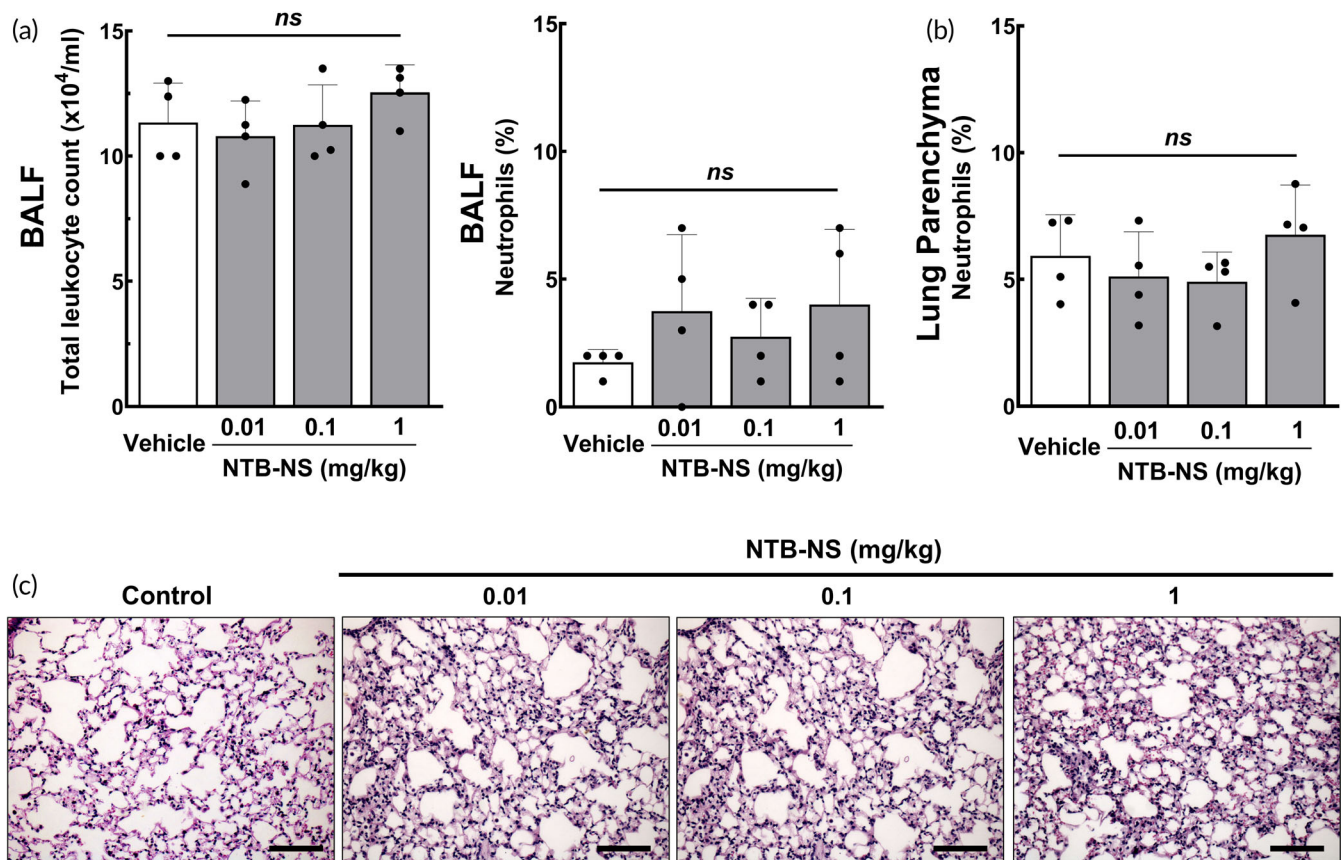 (a)
BALF
Total leukocyte count (x10⁴/ml)
15
10
5
0
ns
Vehicle
0.01
0.1
1
NTB-NS (mg/kg)
BALF
Neutrophils (%)
15
10
5
0
ns
Vehicle
0.01
0.1
1
NTB-NS (mg/kg)
(b)
Lung Parenchyma
Neutrophils (%)
15
10
5
0
ns
Vehicle
0.01
0.1
1
NTB-NS (mg/kg)
(c)
NTB-NS (mg/kg)
Control
0.01
0.1
1